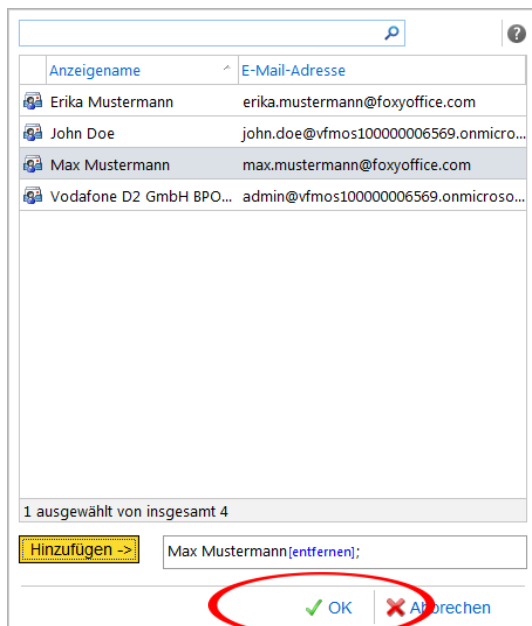 Anzeigename E-Mail-Adresse
Erika Mustermann erika.mustermann@foxyoffice.com
John Doe john.doe@vfmos100000006569.onmicro...
Max Mustermann max.mustermann@foxyoffice.com
Vodafone D2 GmbH BPO... admin@vfmos100000006569.onmicroso...
1 ausgewählt von insgesamt 4
Hinzufügen -> Max Mustermann[entfernen];
OK Abbrechen